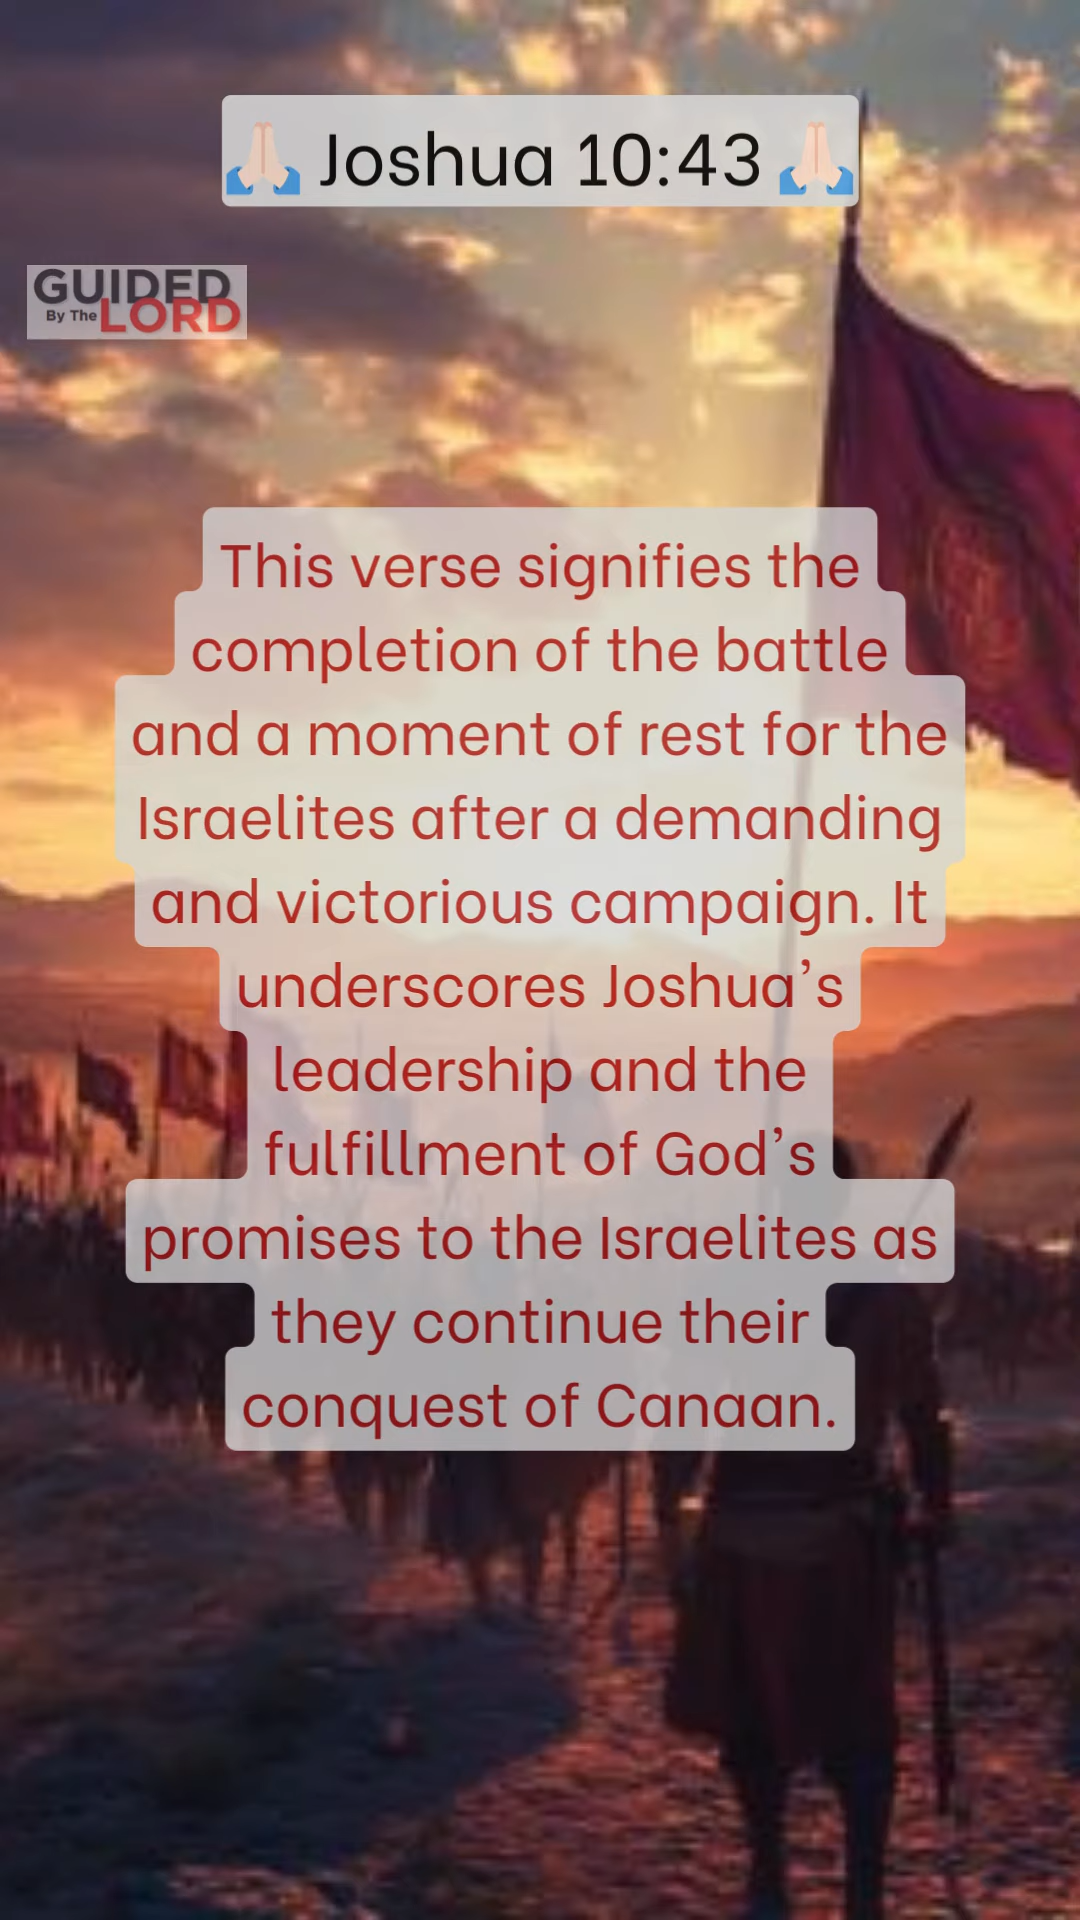 🙏🏻 Joshua 10:43 🙏🏻
GUIDED
By The LORD
This verse signifies the
completion of the battle
and a moment of rest for the
Israelites after a demanding
and victorious campaign. It
underscores Joshua's
leadership and the
fulfillment of God's
promises to the Israelites as
they continue their
conquest of Canaan.